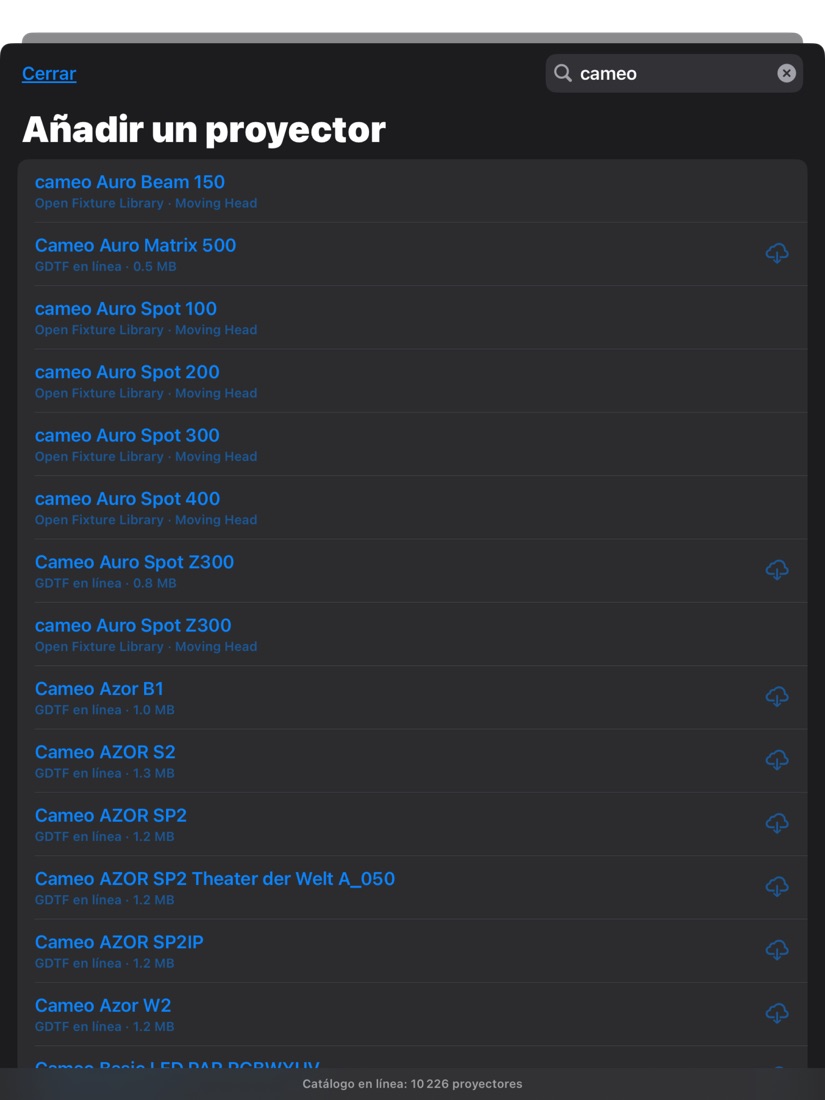 Cerrar
cameo
Añadir un proyector
cameo Auro Beam 150
Open Fixture Library · Moving Head
Cameo Auro Matrix 500
GDTF en línea · 0.5 MB
cameo Auro Spot 100
Open Fixture Library · Moving Head
cameo Auro Spot 200
Open Fixture Library · Moving Head
cameo Auro Spot 300
Open Fixture Library · Moving Head
cameo Auro Spot 400
Open Fixture Library · Moving Head
Cameo Auro Spot Z300
GDTF en línea · 0.8 MB
cameo Auro Spot Z300
Open Fixture Library · Moving Head
Cameo Azor B1
GDTF en línea · 1.0 MB
Cameo AZOR S2
GDTF en línea · 1.3 MB
Cameo AZOR SP2
GDTF en línea · 1.2 MB
Cameo AZOR SP2 Theater der Welt A_050
GDTF en línea · 1.2 MB
Cameo AZOR SP2IP
GDTF en línea · 1.2 MB
Cameo Azor W2
GDTF en línea · 1.2 MB
Cameo Basic LED PAR RGBWXUV
Catálogo en línea: 10 226 proyectores